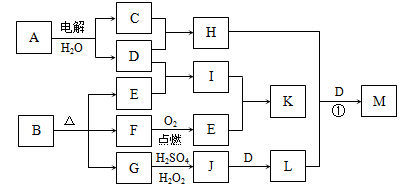 A
电解
H₂O
C
D
H
B
△
E
F
G
I
O₂
点燃
E
K
H₂SO₄
H₂O₂
J
D
L
D
①
M